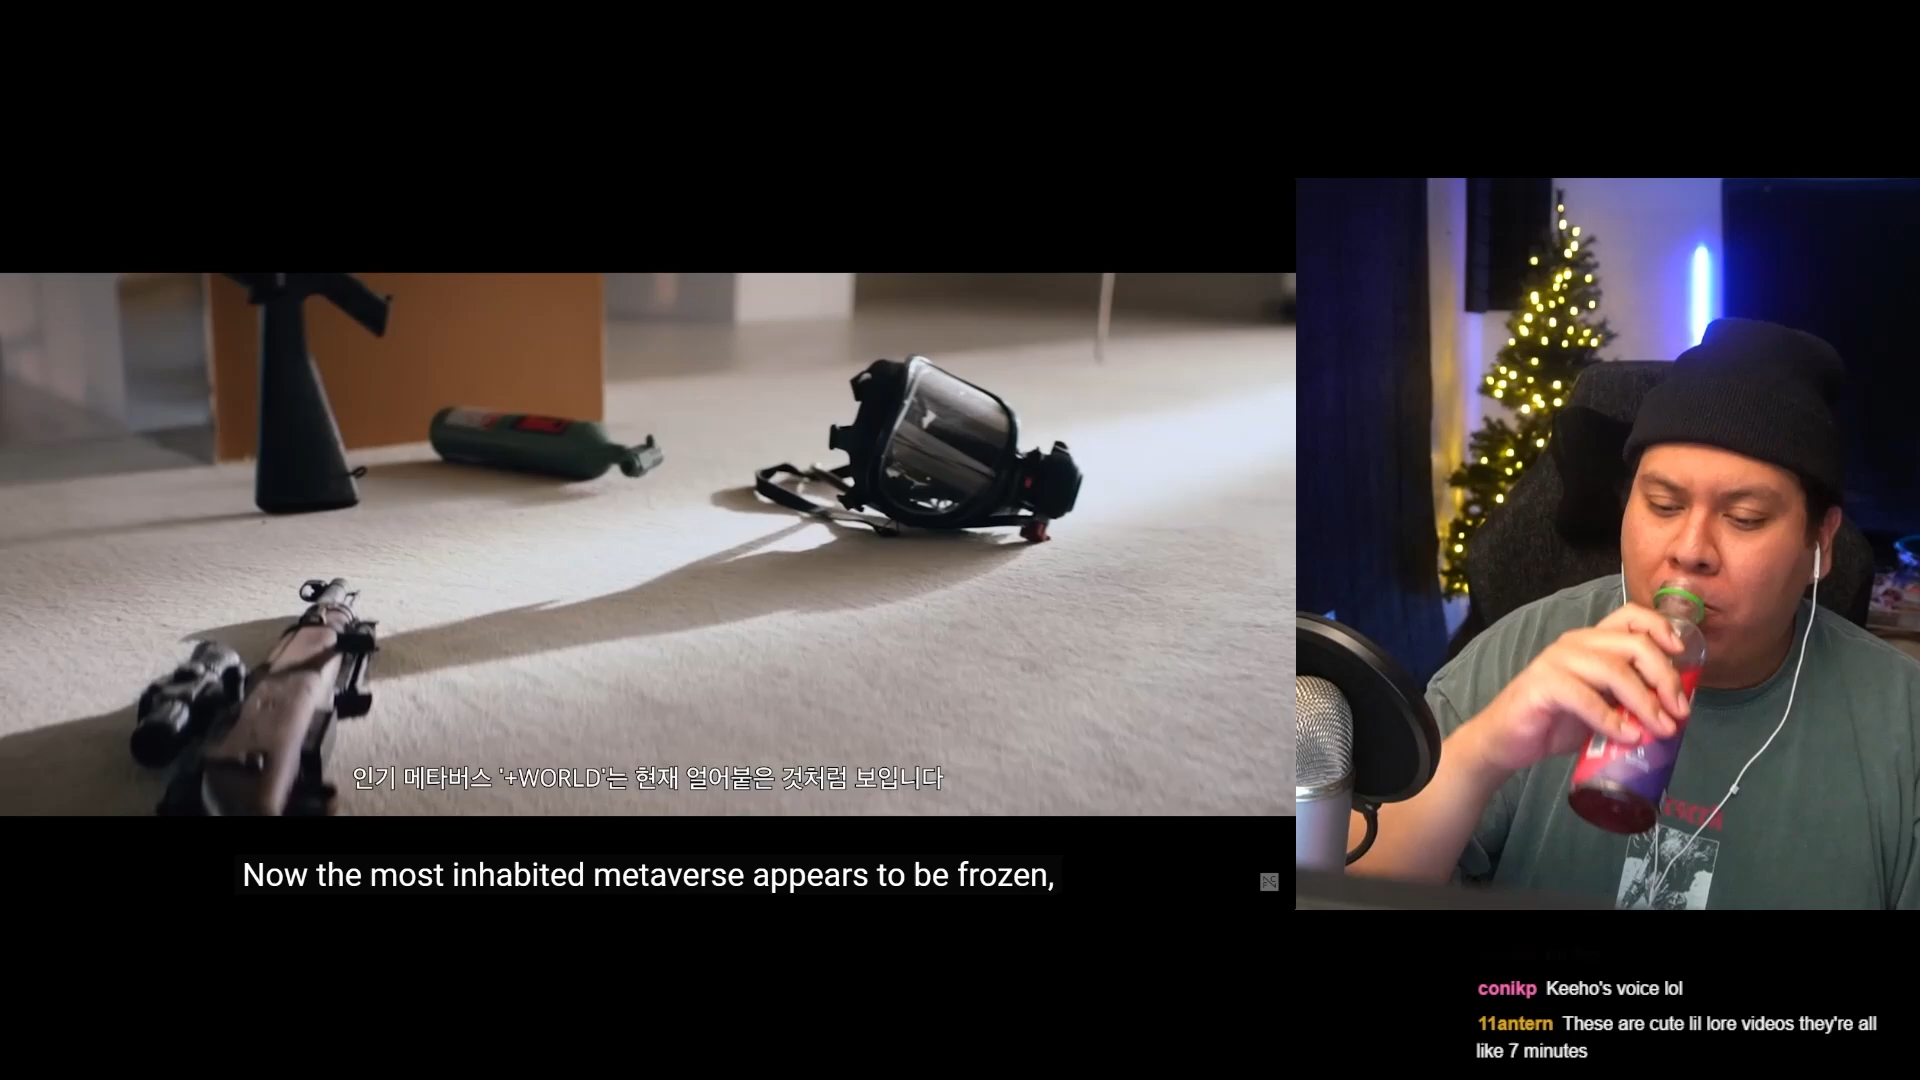 인기 메타버스 '+WORLD'는 현재 얼어붙은 것처럼 보입니다
Now the most inhabited metaverse appears to be frozen,
conikp Keeho's voice lol
11antern These are cute lil lore videos they're all
like 7 minutes